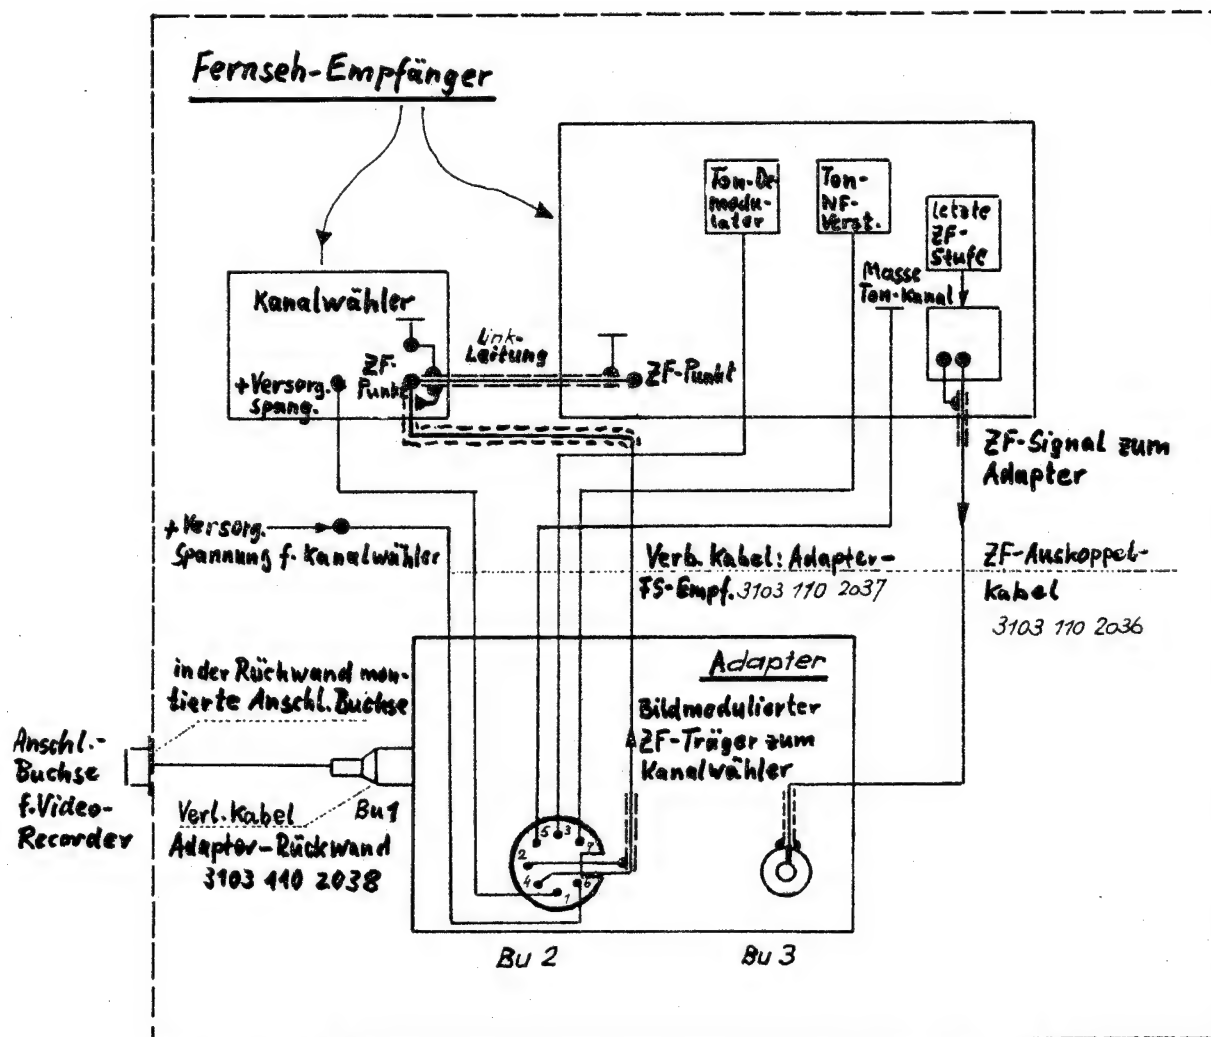 Fernseh-Empfänger
Ton-De-
modu-
lator
Ton-
NF-
Verst.
letzte
ZF-
Stufe
Masse
Ton-Kanal
Kanalwähler
Link-
Leitung
ZF-
Punkt
ZF-Punkt
+Versorg.
Spang.
ZF-Signal zum
Adapter
+Versorg.
Spannung f. Kanalwähler
Verb. Kabel: Adapter-
FS-Empf. 3103 110 2037
ZF-Auskoppel-
Kabel
3103 110 2036
Adapter
in der Rückwand mon-
tierte Anschl. Buchse
Bildmodulierter
ZF-Träger zum
Kanalwähler
Anschl.-
Buchse
f. Video-
Recorder
Verl. Kabel
Adapter-Rückwand
3103 110 2038
Bu 1
5
3
7
2
4
6
1
Bu 2
Bu 3